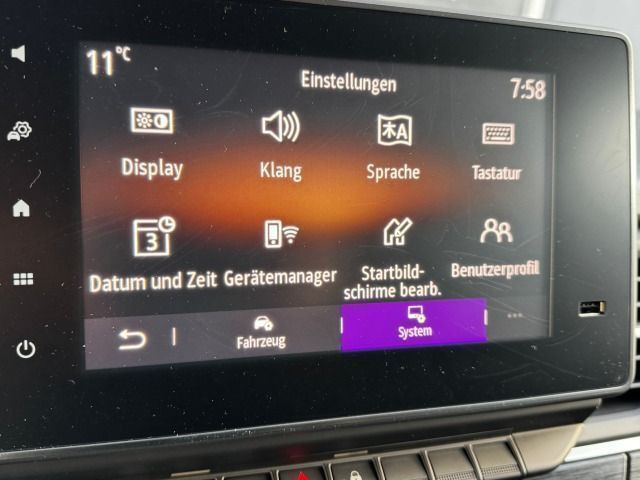 11°C
Einstellungen
7:58
Display
Klang
Sprache
Tastatur
3
Datum und Zeit
Gerätemanager
Startbild-
schirme bearb.
Benutzerprofil
Fahrzeug
System
...